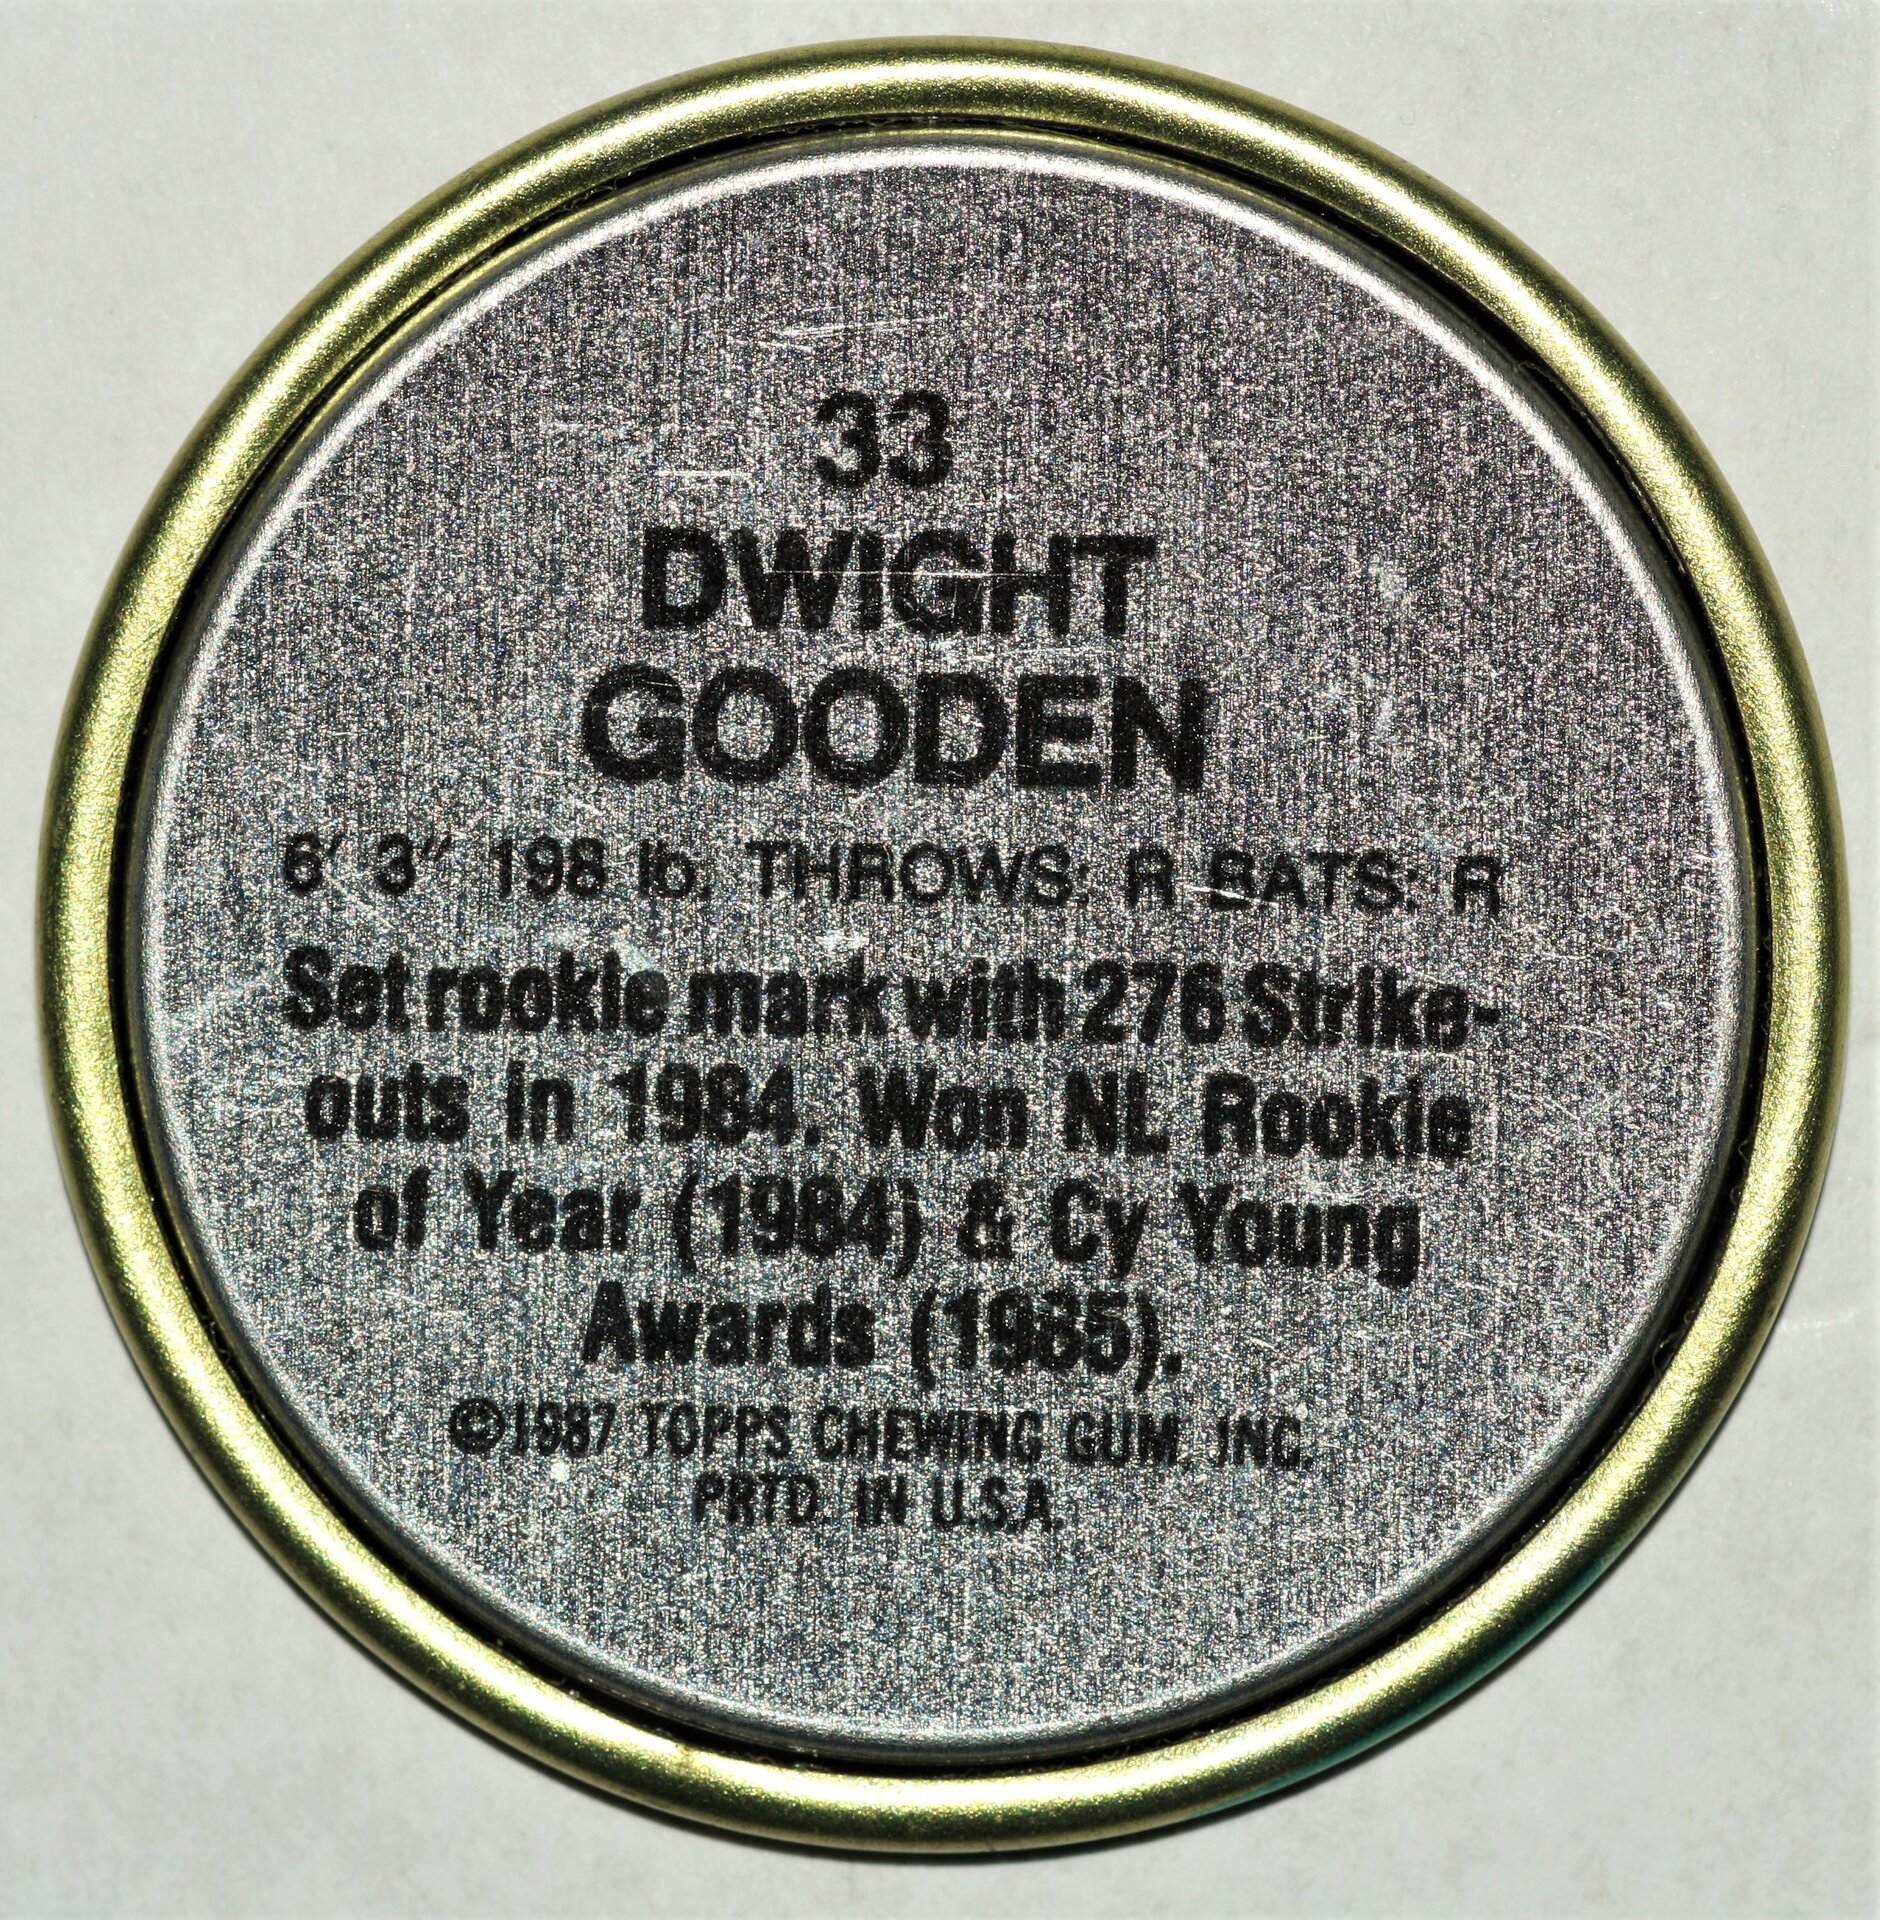 33
DWIGHT
GOODEN
6' 3" 198 lb. THROWS: R BATS: R
Set rookie mark with 276 Strike-
outs in 1984. Won NL Rookie
of Year (1984) & Cy Young
Awards (1985).
©1987 TOPPS CHEWING GUM, INC.
PRTD. IN U.S.A.